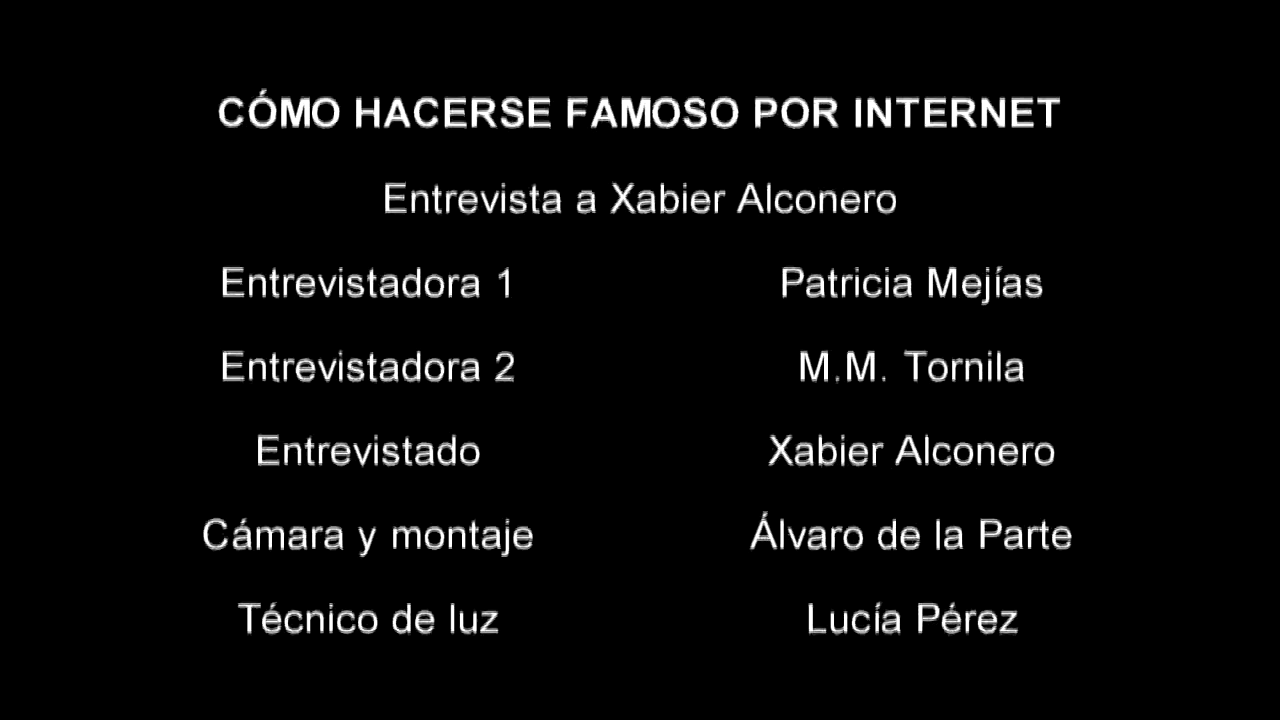 CÓMO HACERSE FAMOSO POR INTERNET
Entrevista a Xabier Alconero
Entrevistadora 1 Patricia Mejías
Entrevistadora 2 M.M. Tornila
Entrevistado Xabier Alconero
Cámara y montaje Álvaro de la Parte
Técnico de luz Lucía Pérez